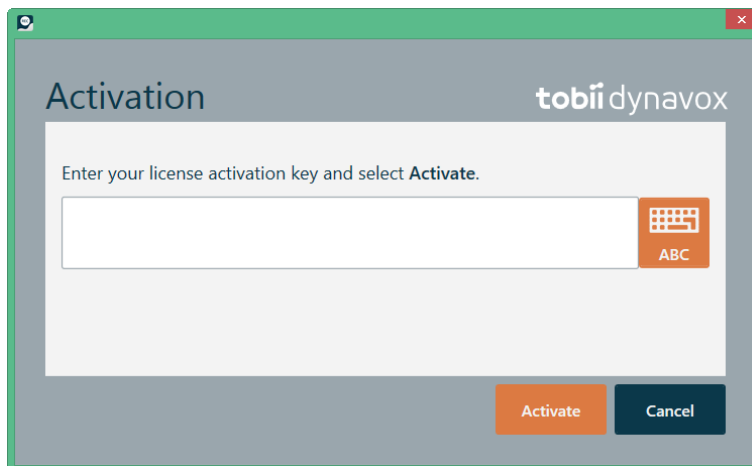 Activation
tobii dynavox
Enter your license activation key and select Activate.
ABC
Activate
Cancel